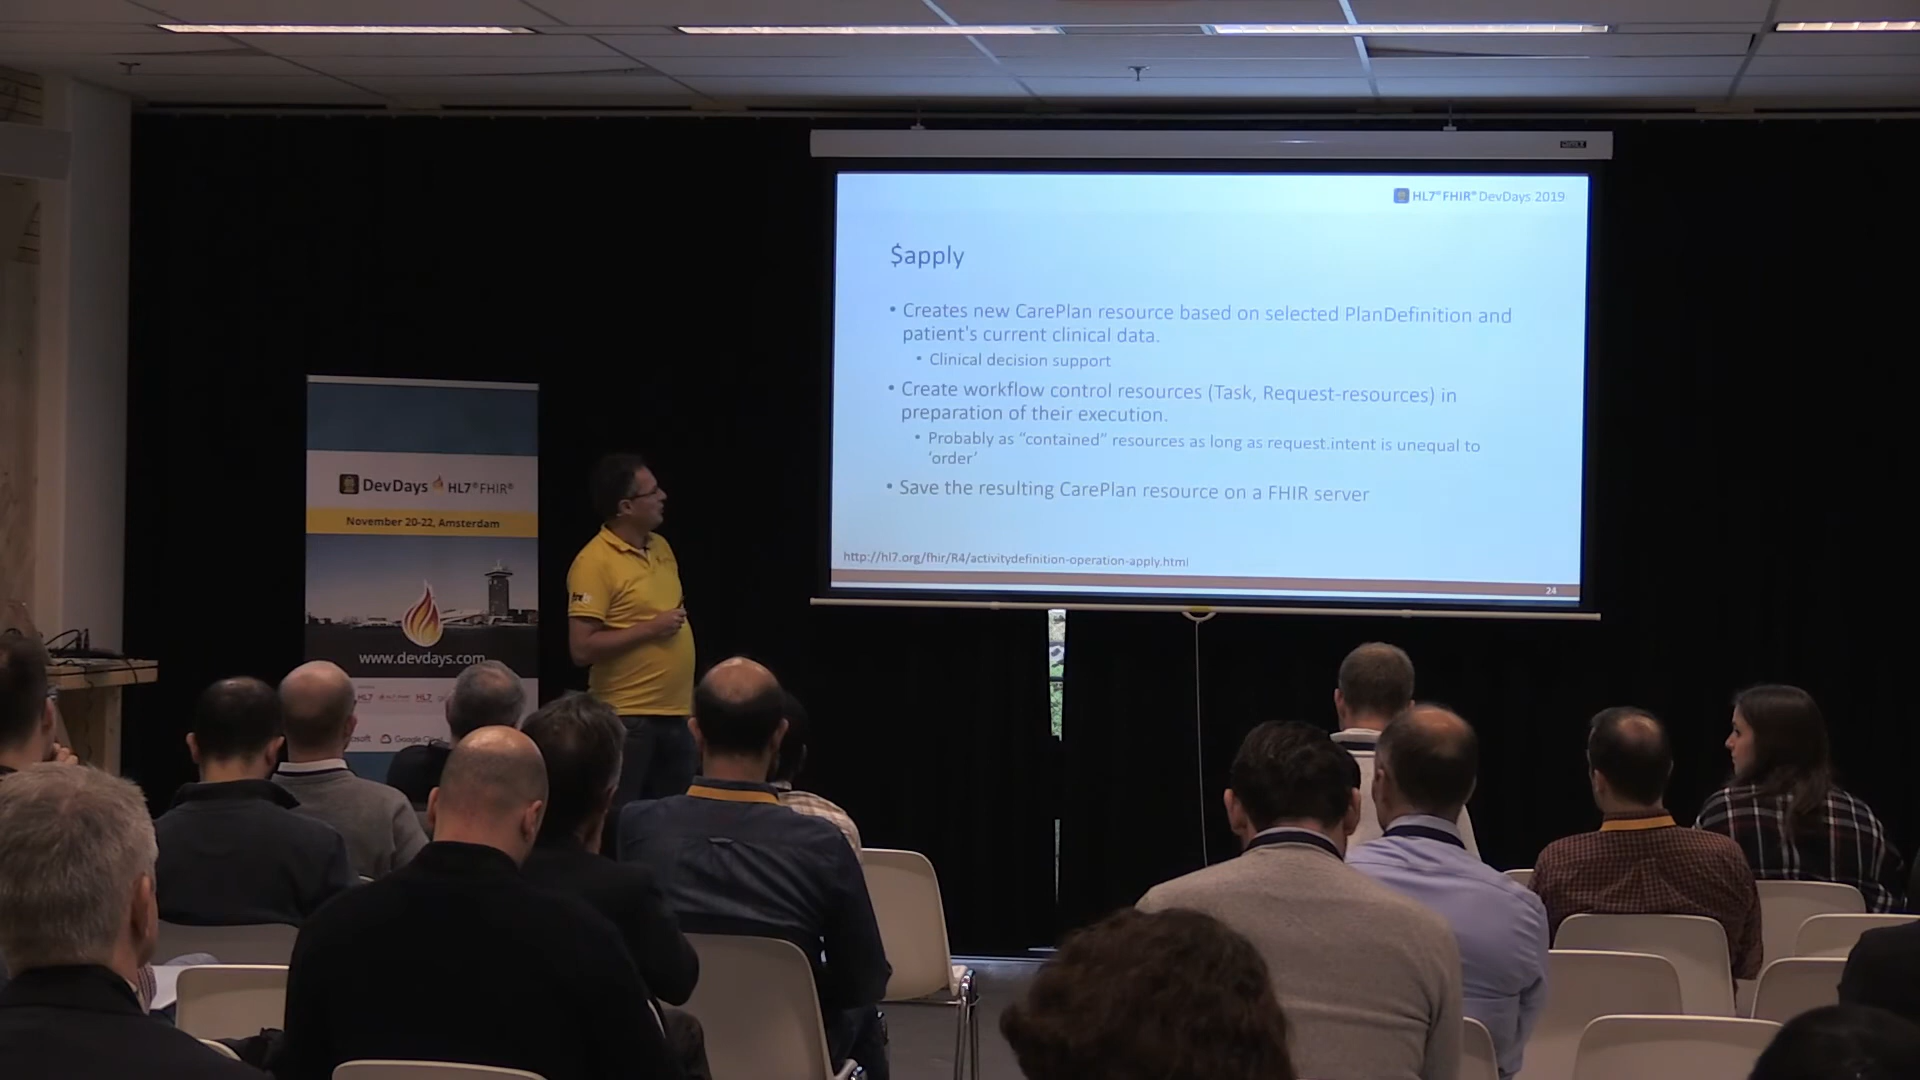 HL7® FHIR® DevDays 2019
$apply
• Creates new CarePlan resource based on selected PlanDefinition and
patient's current clinical data.
• Clinical decision support
• Create workflow control resources (Task, Request-resources) in
preparation of their execution.
• Probably as “contained” resources as long as request.intent is unequal to
‘order’
• Save the resulting CarePlan resource on a FHIR server
http://hl7.org/fhir/R4/activitydefinition-operation-apply.html
24
DevDays HL7® FHIR®
November 20-22, Amsterdam
www.devdays.com
HL7
HL7
Google